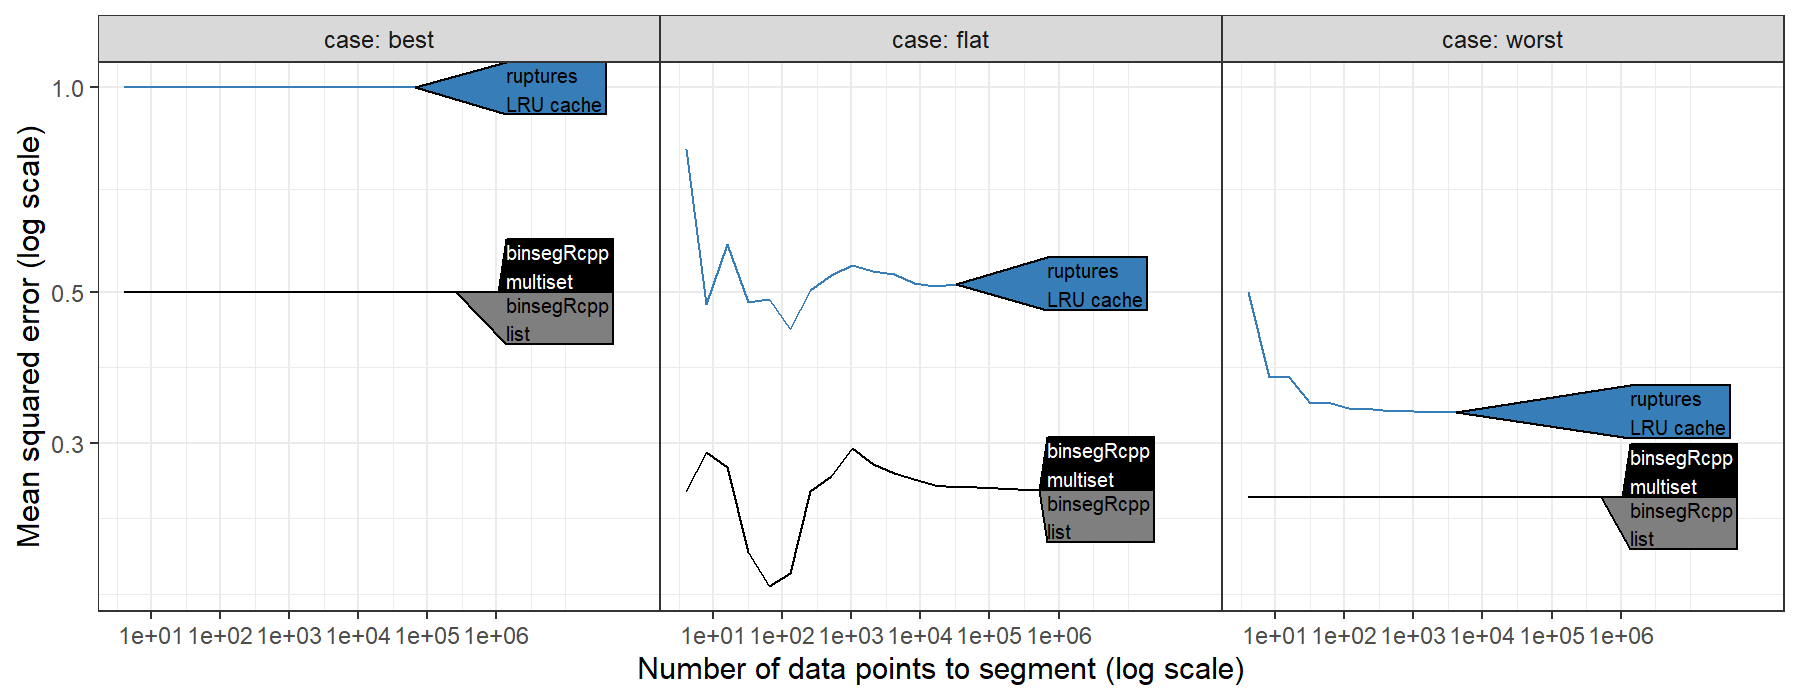 case: best
case: flat
case: worst
Mean squared error (log scale)
1.0
0.5
0.3
ruptures
LRU cache
binsegRcpp
multiset
binsegRcpp
list
ruptures
LRU cache
binsegRcpp
multiset
binsegRcpp
list
ruptures
LRU cache
binsegRcpp
multiset
binsegRcpp
list
1e+01 1e+02 1e+03 1e+04 1e+05 1e+06
1e+01 1e+02 1e+03 1e+04 1e+05 1e+06
1e+01 1e+02 1e+03 1e+04 1e+05 1e+06
Number of data points to segment (log scale)